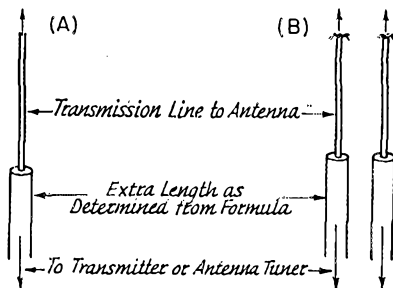 (A)
(B)
Transmission Line to Antenna
Extra Length as
Determined from Formula
To Transmitter or Antenna Tuner